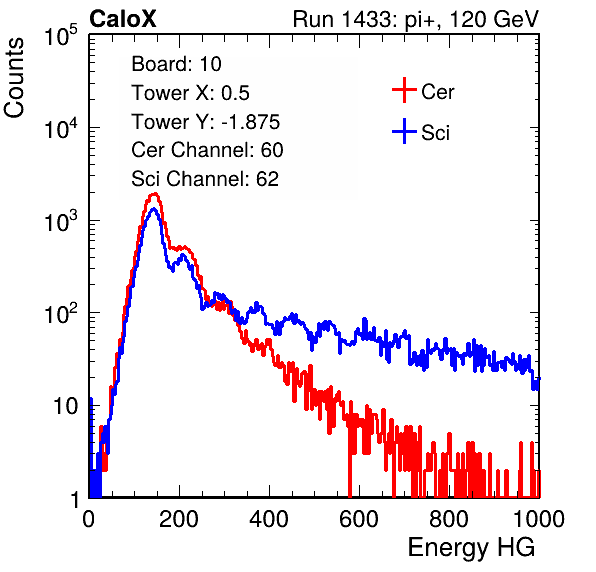 CaloX Run 1433: pi+, 120 GeV
Counts
Board: 10
Tower X: 0.5
Tower Y: -1.875
Cer Channel: 60
Sci Channel: 62
Cer
Sci
10^5
10^4
10^3
10^2
10
1
0 200 400 600 800 1000
Energy HG